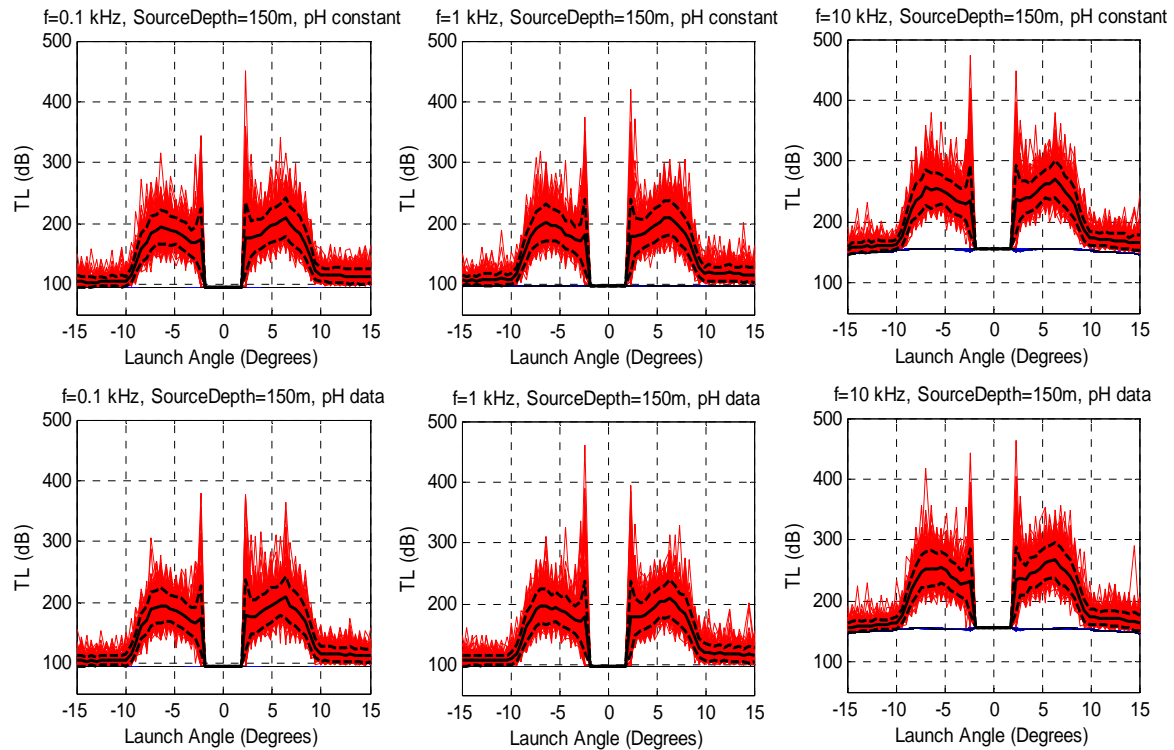 f=0.1 kHz, SourceDepth=150m, pH constant
500
400
300
200
100
TL (dB)
-15 -10 -5 0 5 10 15
Launch Angle (Degrees)
f=1 kHz, SourceDepth=150m, pH constant
500
400
300
200
100
TL (dB)
-15 -10 -5 0 5 10 15
Launch Angle (Degrees)
f=10 kHz, SourceDepth=150m, pH constant
500
400
300
200
100
TL (dB)
-15 -10 -5 0 5 10 15
Launch Angle (Degrees)
f=0.1 kHz, SourceDepth=150m, pH data
500
400
300
200
100
TL (dB)
-15 -10 -5 0 5 10 15
Launch Angle (Degrees)
f=1 kHz, SourceDepth=150m, pH data
500
400
300
200
100
TL (dB)
-15 -10 -5 0 5 10 15
Launch Angle (Degrees)
f=10 kHz, SourceDepth=150m, pH data
500
400
300
200
100
TL (dB)
-15 -10 -5 0 5 10 15
Launch Angle (Degrees)